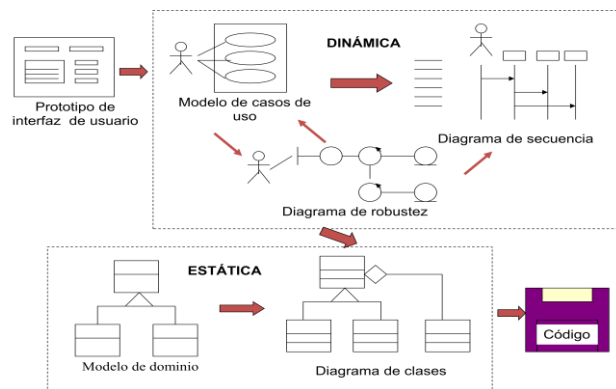 DINÁMICA
Prototipo de
interfaz de usuario
Modelo de casos de
uso
Diagrama de secuencia
Diagrama de robustez
ESTÁTICA
Modelo de dominio
Diagrama de clases
Código